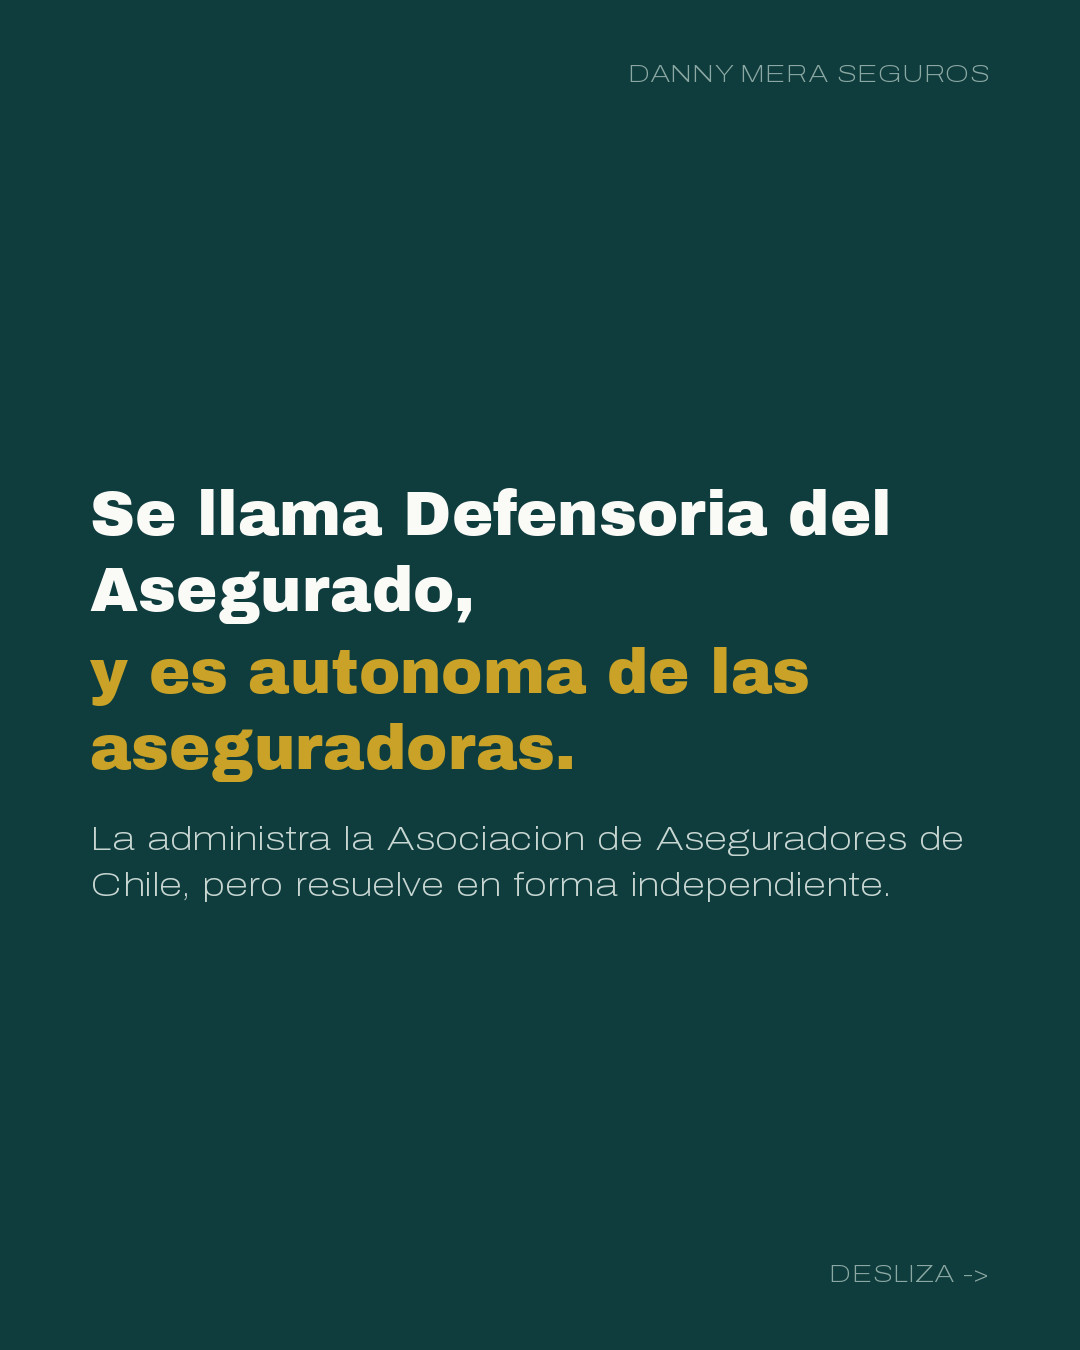 DANNY MERA SEGUROS
Se llama Defensoria del
Asegurado,
y es autonoma de las
aseguradoras.
La administra la Asociacion de Aseguradores de
Chile, pero resuelve en forma independiente.
DESLIZA ->